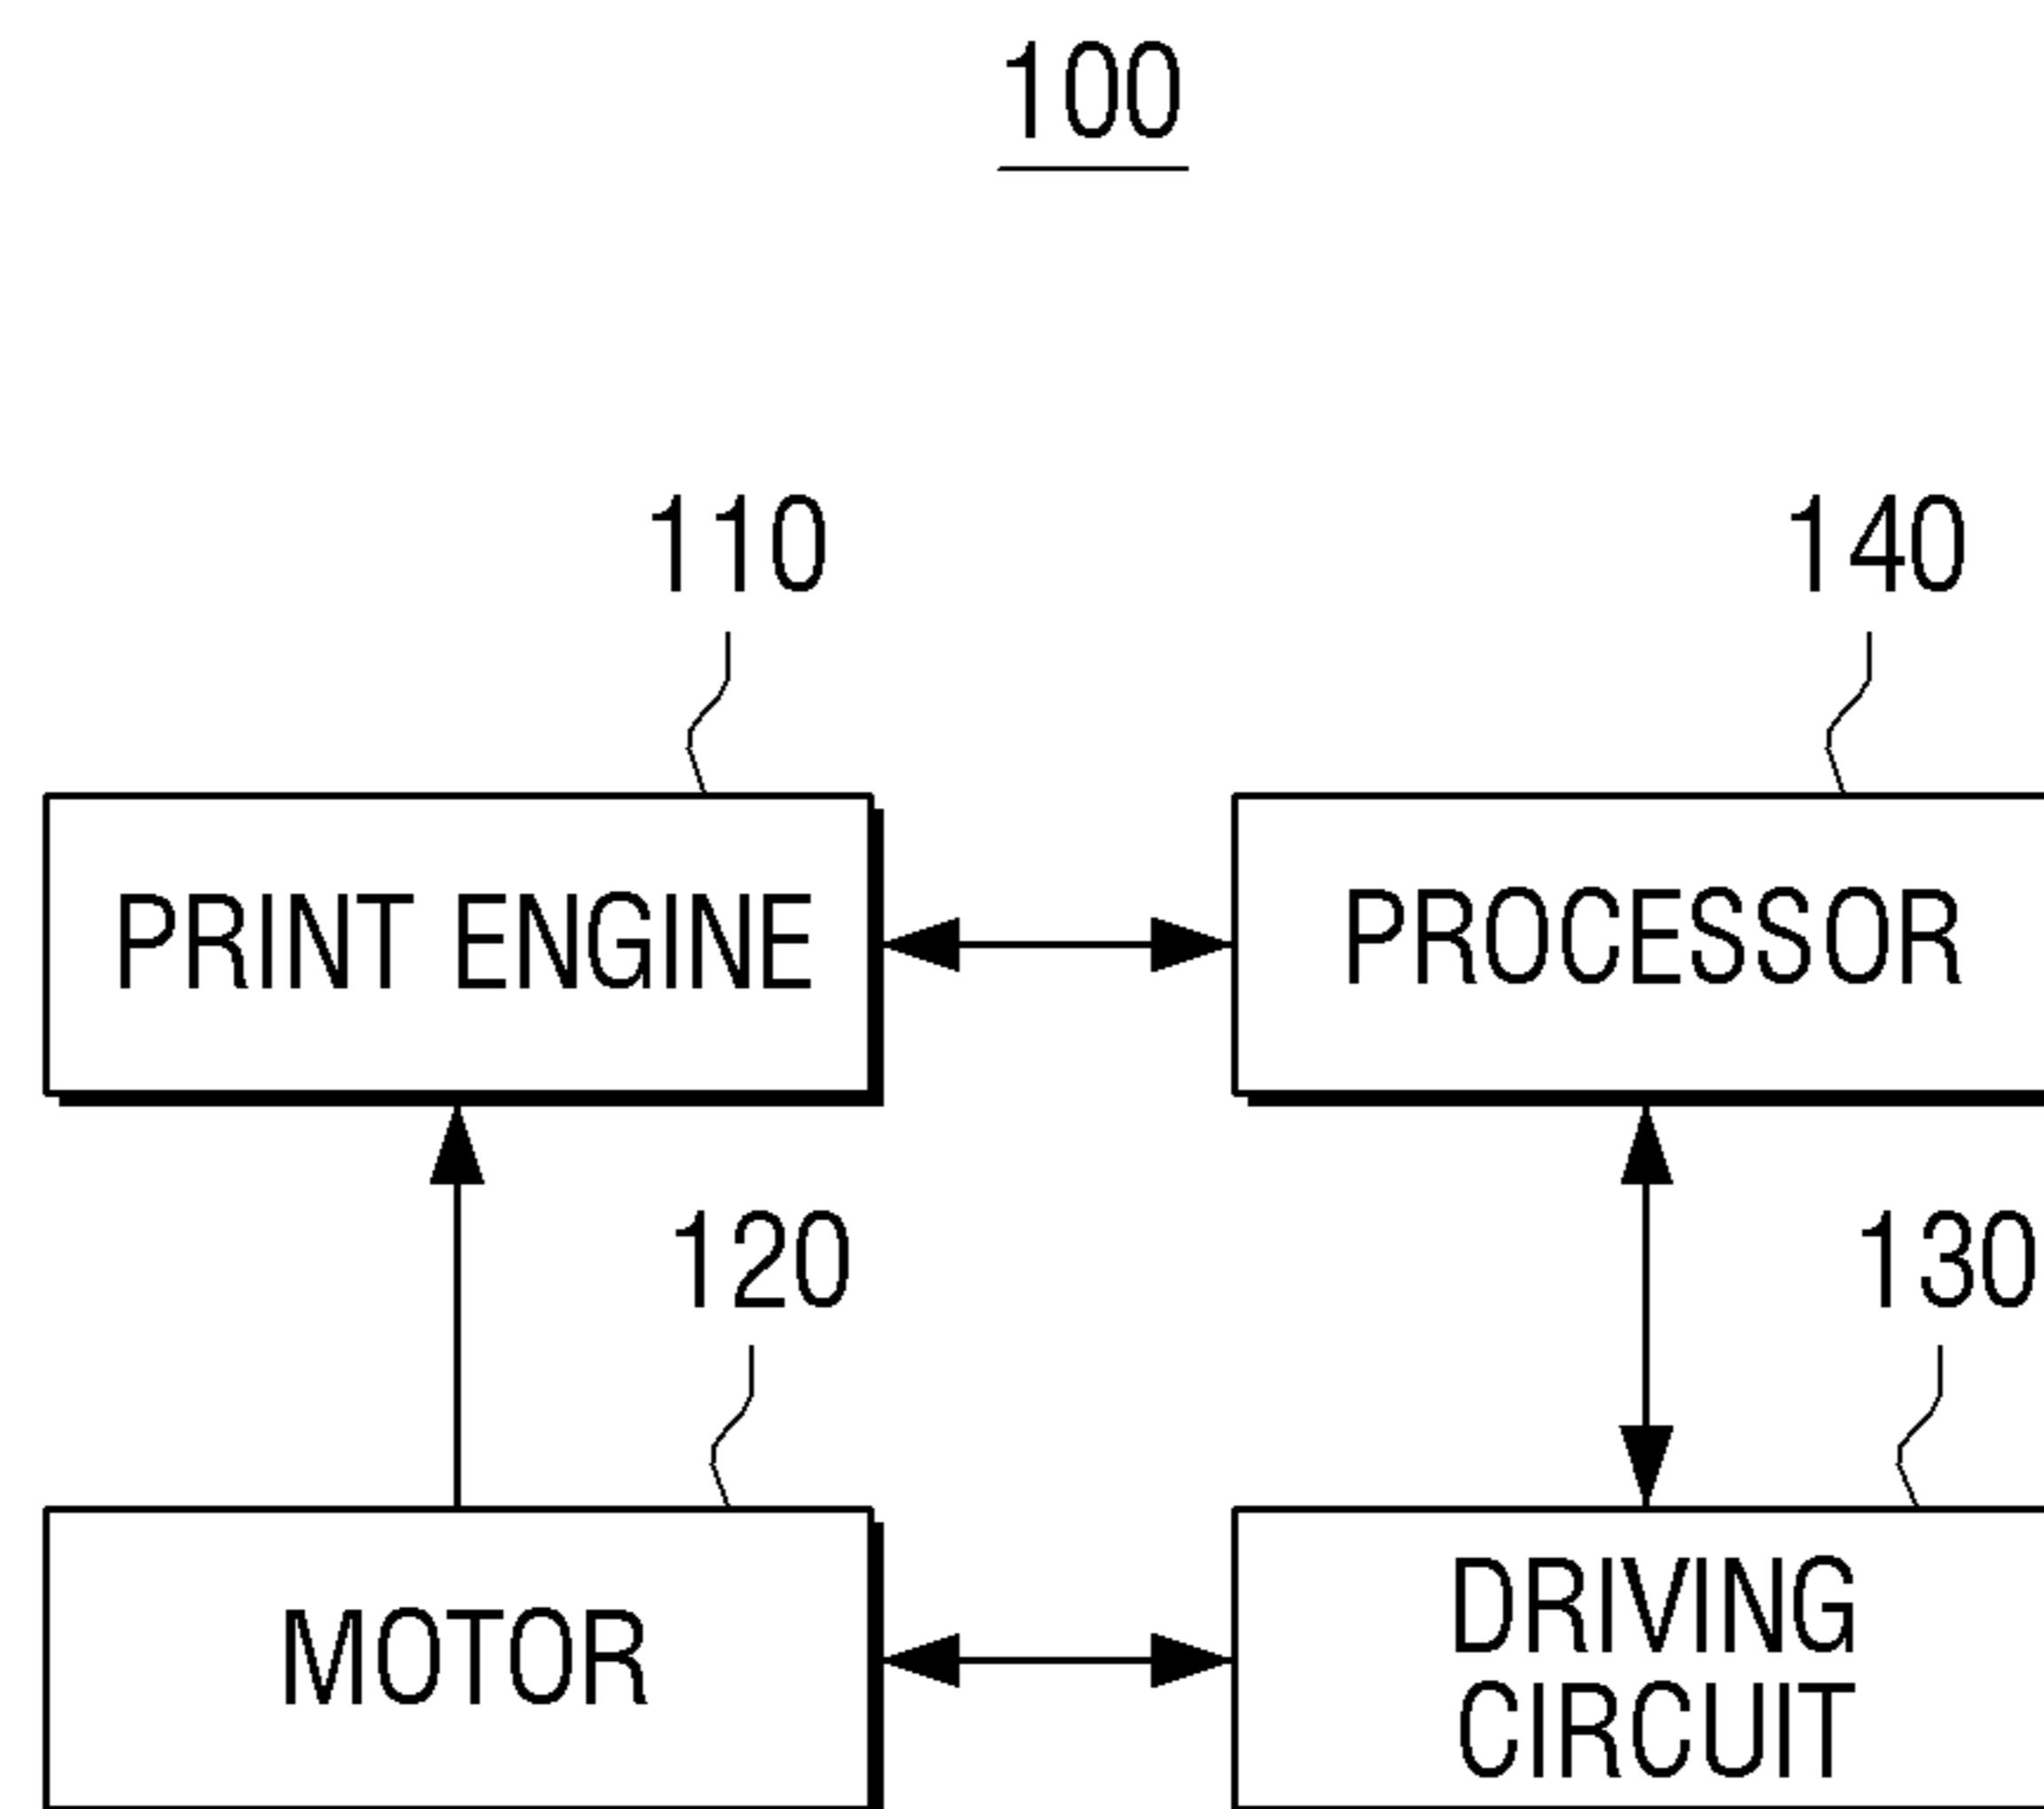 100
110
140
PRINT ENGINE
PROCESSOR
120
130
MOTOR
DRIVING
CIRCUIT